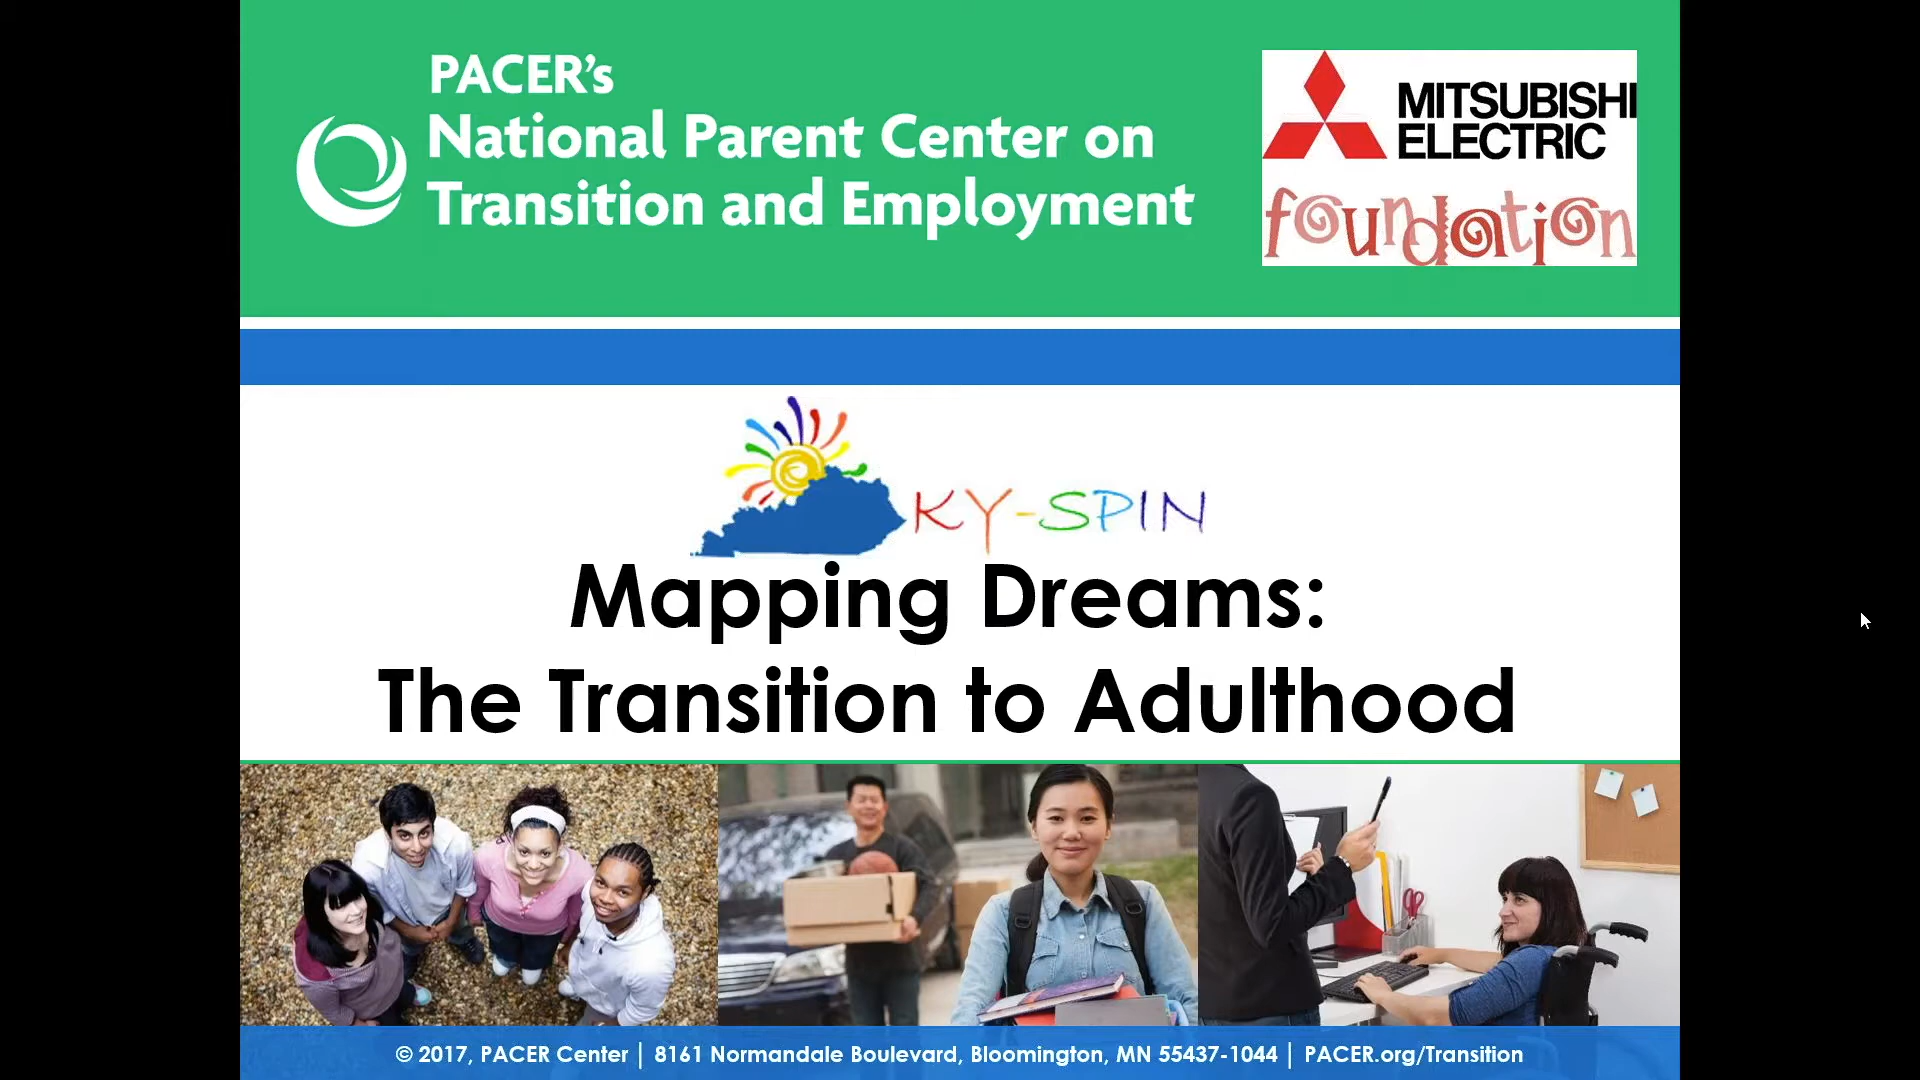 PACER's
National Parent Center on
Transition and Employment
MITSUBISHI
ELECTRIC
foundation
KY-SPIN
Mapping Dreams:
The Transition to Adulthood
© 2017, PACER Center | 8161 Normandale Boulevard, Bloomington, MN 55437-1044 | PACER.org/Transition